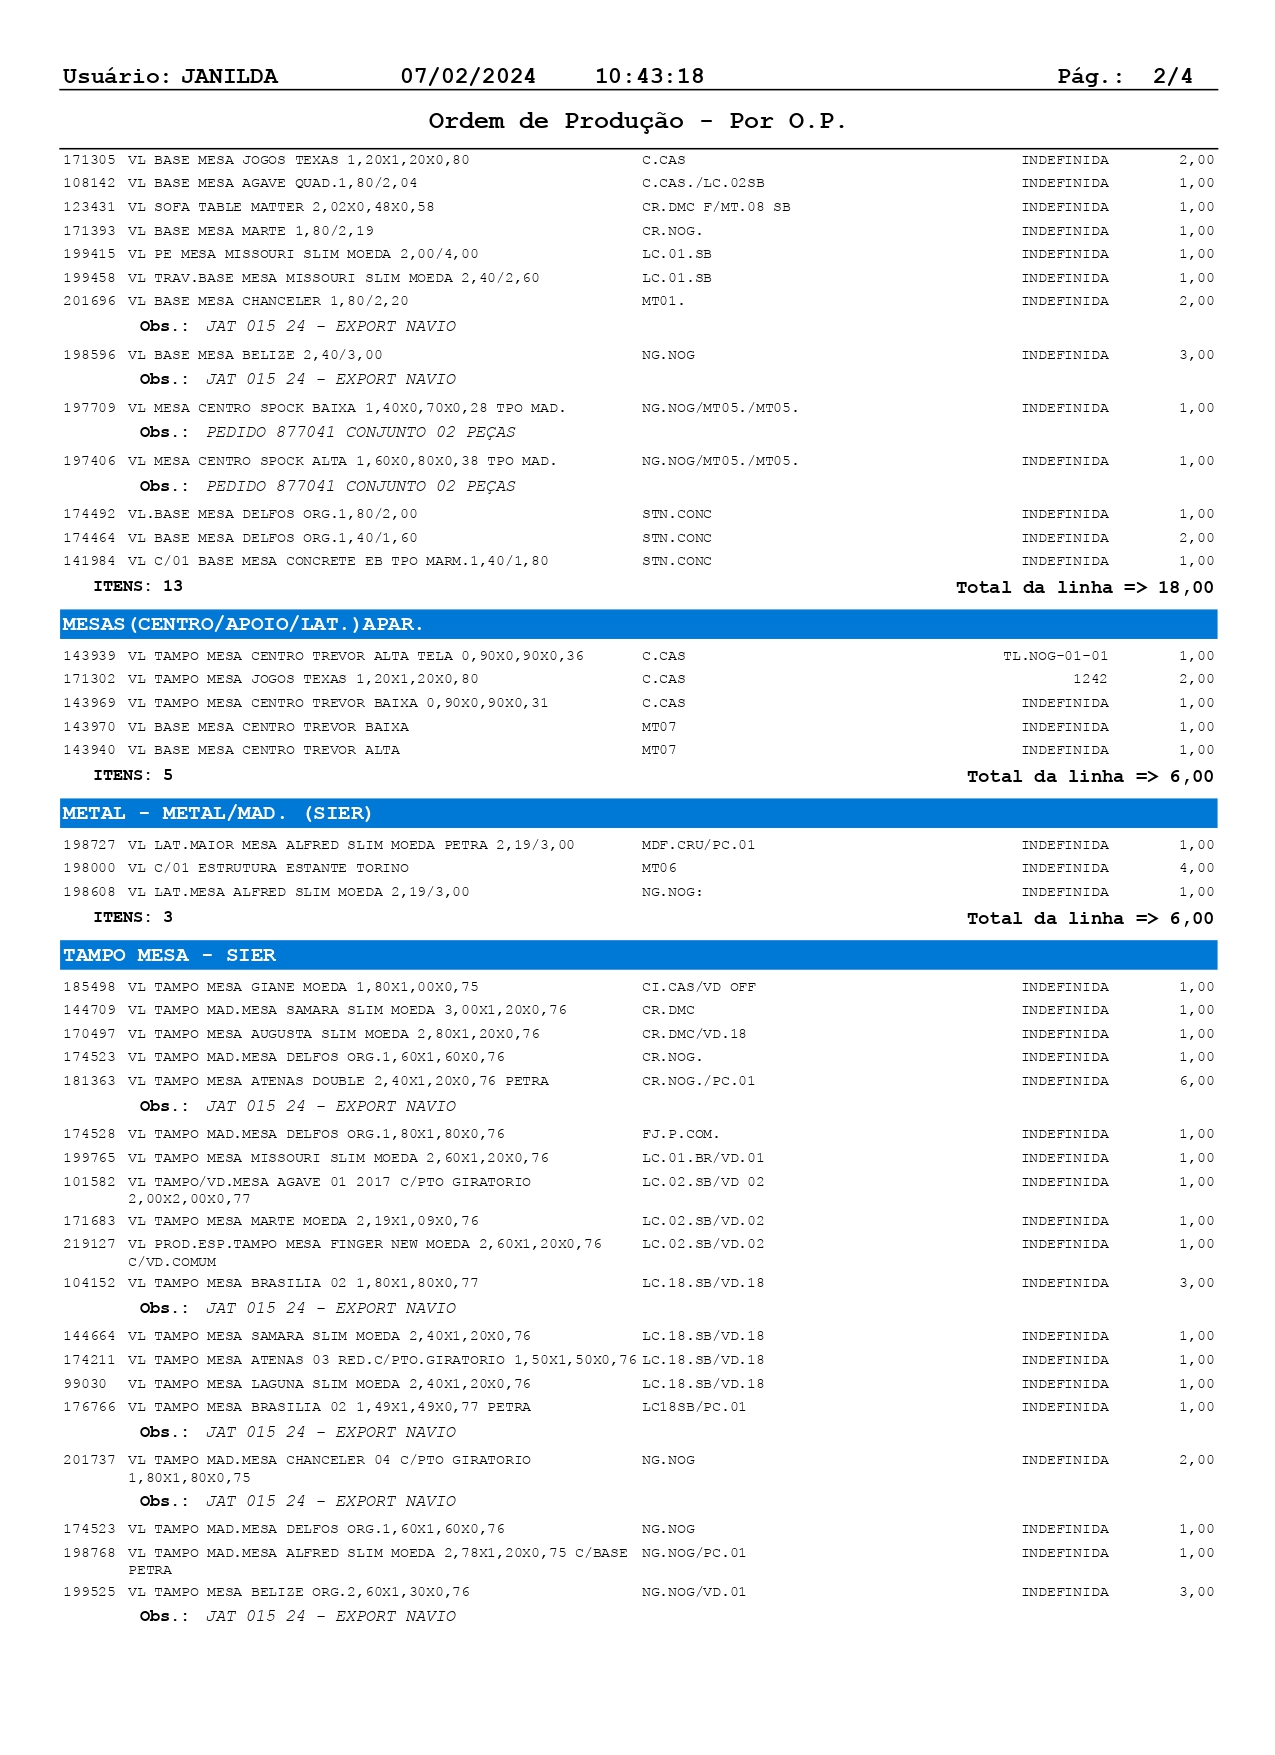 Usuário: JANILDA 07/02/2024 10:43:18 Pág.: 2/4
Ordem de Produção - Por O.P.
171305 VL BASE MESA JOGOS TEXAS 1,20X1,20X0,80 C.CAS INDEFINIDA 2,00
108142 VL BASE MESA AGAVE QUAD.1,80/2,04 C.CAS./LC.02SB INDEFINIDA 1,00
123431 VL SOFA TABLE MATTER 2,02X0,48X0,58 CR.DMC F/MT.08 SB INDEFINIDA 1,00
171393 VL BASE MESA MARTE 1,80/2,19 CR.NOG. INDEFINIDA 1,00
199415 VL PE MESA MISSOURI SLIM MOEDA 2,00/4,00 LC.01.SB INDEFINIDA 1,00
199458 VL TRAV.BASE MESA MISSOURI SLIM MOEDA 2,40/2,60 LC.01.SB INDEFINIDA 1,00
201696 VL BASE MESA CHANCELER 1,80/2,20 MT01. INDEFINIDA 2,00
Obs.: JAT 015 24 - EXPORT NAVIO
198596 VL BASE MESA BELIZE 2,40/3,00 NG.NOG INDEFINIDA 3,00
Obs.: JAT 015 24 - EXPORT NAVIO
197709 VL MESA CENTRO SPOCK BAIXA 1,40X0,70X0,28 TPO MAD. NG.NOG/MT05./MT05. INDEFINIDA 1,00
Obs.: PEDIDO 877041 CONJUNTO 02 PEÇAS
197406 VL MESA CENTRO SPOCK ALTA 1,60X0,80X0,38 TPO MAD. NG.NOG/MT05./MT05. INDEFINIDA 1,00
Obs.: PEDIDO 877041 CONJUNTO 02 PEÇAS
174492 VL.BASE MESA DELFOS ORG.1,80/2,00 STN.CONC INDEFINIDA 1,00
174464 VL BASE MESA DELFOS ORG.1,40/1,60 STN.CONC INDEFINIDA 2,00
141984 VL C/01 BASE MESA CONCRETE EB TPO MARM.1,40/1,80 STN.CONC INDEFINIDA 1,00
ITENS: 13 Total da linha => 18,00
MESAS(CENTRO/APOIO/LAT.)APAR.
143939 VL TAMPO MESA CENTRO TREVOR ALTA TELA 0,90X0,90X0,36 C.CAS TL.NOG-01-01 1,00
171302 VL TAMPO MESA JOGOS TEXAS 1,20X1,20X0,80 C.CAS 1242 2,00
143969 VL TAMPO MESA CENTRO TREVOR BAIXA 0,90X0,90X0,31 C.CAS INDEFINIDA 1,00
143970 VL BASE MESA CENTRO TREVOR BAIXA MT07 INDEFINIDA 1,00
143940 VL BASE MESA CENTRO TREVOR ALTA MT07 INDEFINIDA 1,00
ITENS: 5 Total da linha => 6,00
METAL - METAL/MAD. (SIER)
198727 VL LAT.MAIOR MESA ALFRED SLIM MOEDA PETRA 2,19/3,00 MDF.CRU/PC.01 INDEFINIDA 1,00
198000 VL C/01 ESTRUTURA ESTANTE TORINO MT06 INDEFINIDA 4,00
198608 VL LAT.MESA ALFRED SLIM MOEDA 2,19/3,00 NG.NOG: INDEFINIDA 1,00
ITENS: 3 Total da linha => 6,00
TAMPO MESA - SIER
185498 VL TAMPO MESA GIANE MOEDA 1,80X1,00X0,75 CI.CAS/VD OFF INDEFINIDA 1,00
144709 VL TAMPO MAD.MESA SAMARA SLIM MOEDA 3,00X1,20X0,76 CR.DMC INDEFINIDA 1,00
170497 VL TAMPO MESA AUGUSTA SLIM MOEDA 2,80X1,20X0,76 CR.DMC/VD.18 INDEFINIDA 1,00
174523 VL TAMPO MAD.MESA DELFOS ORG.1,60X1,60X0,76 CR.NOG. INDEFINIDA 1,00
181363 VL TAMPO MESA ATENAS DOUBLE 2,40X1,20X0,76 PETRA CR.NOG./PC.01 INDEFINIDA 6,00
Obs.: JAT 015 24 - EXPORT NAVIO
174528 VL TAMPO MAD.MESA DELFOS ORG.1,80X1,80X0,76 FJ.P.COM. INDEFINIDA 1,00
199765 VL TAMPO MESA MISSOURI SLIM MOEDA 2,60X1,20X0,76 LC.01.BR/VD.01 INDEFINIDA 1,00
101582 VL TAMPO/VD.MESA AGAVE 01 2017 C/PTO GIRATORIO LC.02.SB/VD 02 INDEFINIDA 1,00
2,00X2,00X0,77
171683 VL TAMPO MESA MARTE MOEDA 2,19X1,09X0,76 LC.02.SB/VD.02 INDEFINIDA 1,00
219127 VL PROD.ESP.TAMPO MESA FINGER NEW MOEDA 2,60X1,20X0,76 LC.02.SB/VD.02 INDEFINIDA 1,00
C/VD.COMUM
104152 VL TAMPO MESA BRASILIA 02 1,80X1,80X0,77 LC.18.SB/VD.18 INDEFINIDA 3,00
Obs.: JAT 015 24 - EXPORT NAVIO
144664 VL TAMPO MESA SAMARA SLIM MOEDA 2,40X1,20X0,76 LC.18.SB/VD.18 INDEFINIDA 1,00
174211 VL TAMPO MESA ATENAS 03 RED.C/PTO.GIRATORIO 1,50X1,50X0,76 LC.18.SB/VD.18 INDEFINIDA 1,00
99030 VL TAMPO MESA LAGUNA SLIM MOEDA 2,40X1,20X0,76 LC.18.SB/VD.18 INDEFINIDA 1,00
176766 VL TAMPO MESA BRASILIA 02 1,49X1,49X0,77 PETRA LC18SB/PC.01 INDEFINIDA 1,00
Obs.: JAT 015 24 - EXPORT NAVIO
201737 VL TAMPO MAD.MESA CHANCELER 04 C/PTO GIRATORIO NG.NOG INDEFINIDA 2,00
1,80X1,80X0,75
Obs.: JAT 015 24 - EXPORT NAVIO
174523 VL TAMPO MAD.MESA DELFOS ORG.1,60X1,60X0,76 NG.NOG INDEFINIDA 1,00
198768 VL TAMPO MAD.MESA ALFRED SLIM MOEDA 2,78X1,20X0,75 C/BASE NG.NOG/PC.01 INDEFINIDA 1,00
PETRA
199525 VL TAMPO MESA BELIZE ORG.2,60X1,30X0,76 NG.NOG/VD.01 INDEFINIDA 3,00
Obs.: JAT 015 24 - EXPORT NAVIO